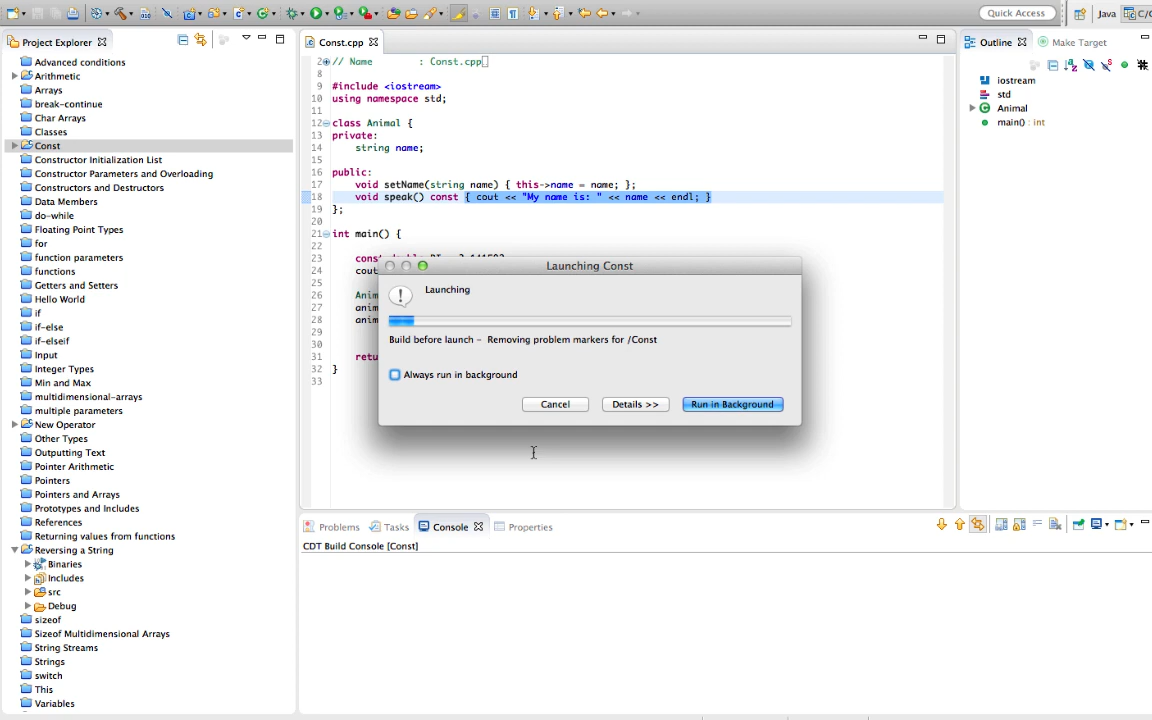 Quick Access
Java
C/C
Project Explorer
Const.cpp
Outline
Make Target
Advanced conditions
Arithmetic
Arrays
break-continue
Char Arrays
Classes
Const
Constructor Initialization List
Constructor Parameters and Overloading
Constructors and Destructors
Data Members
do-while
Floating Point Types
for
function parameters
functions
Getters and Setters
Hello World
if
if-else
if-elseif
Input
Integer Types
Min and Max
multidimensional-arrays
multiple parameters
New Operator
Other Types
Outputting Text
Pointer Arithmetic
Pointers
Pointers and Arrays
Prototypes and Includes
References
Returning values from functions
Reversing a String
Binaries
Includes
src
Debug
sizeof
Sizeof Multidimensional Arrays
String Streams
Strings
switch
This
Variables
2 // Name : Const.cpp
8
9 #include <iostream>
10 using namespace std;
11
12 class Animal {
13 private:
14 string name;
15
16 public:
17 void setName(string name) { this->name = name; };
18 void speak() const { cout << "My name is: " << name << endl; }
19 };
20
21 int main() {
22
23
24 cout
25
26 Anim
27 anim
28 anim
29
30
31 retu
32 }
33
Launching Const
Launching
Build before launch – Removing problem markers for /Const
Always run in background
Cancel
Details >>
Run in Background
iostream
std
Animal
main() : int
Problems
Tasks
Console
Properties
CDT Build Console [Const]